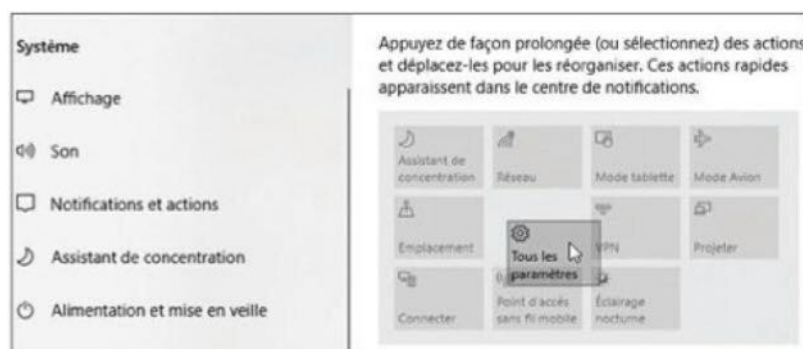 Système
Affichage
Son
Notifications et actions
Assistant de concentration
Alimentation et mise en veille
Appuyez de façon prolongée (ou sélectionnez) des actions
et déplacez-les pour les réorganiser. Ces actions rapides
apparaissent dans le centre de notifications.
Assistant de
concentration
Réseau
Mode tablette
Mode Avion
Emplacement
Tous les
paramètres
VPN
Projeter
Connecter
Point d'accès
sans fil mobile
Éclairage
nocturne